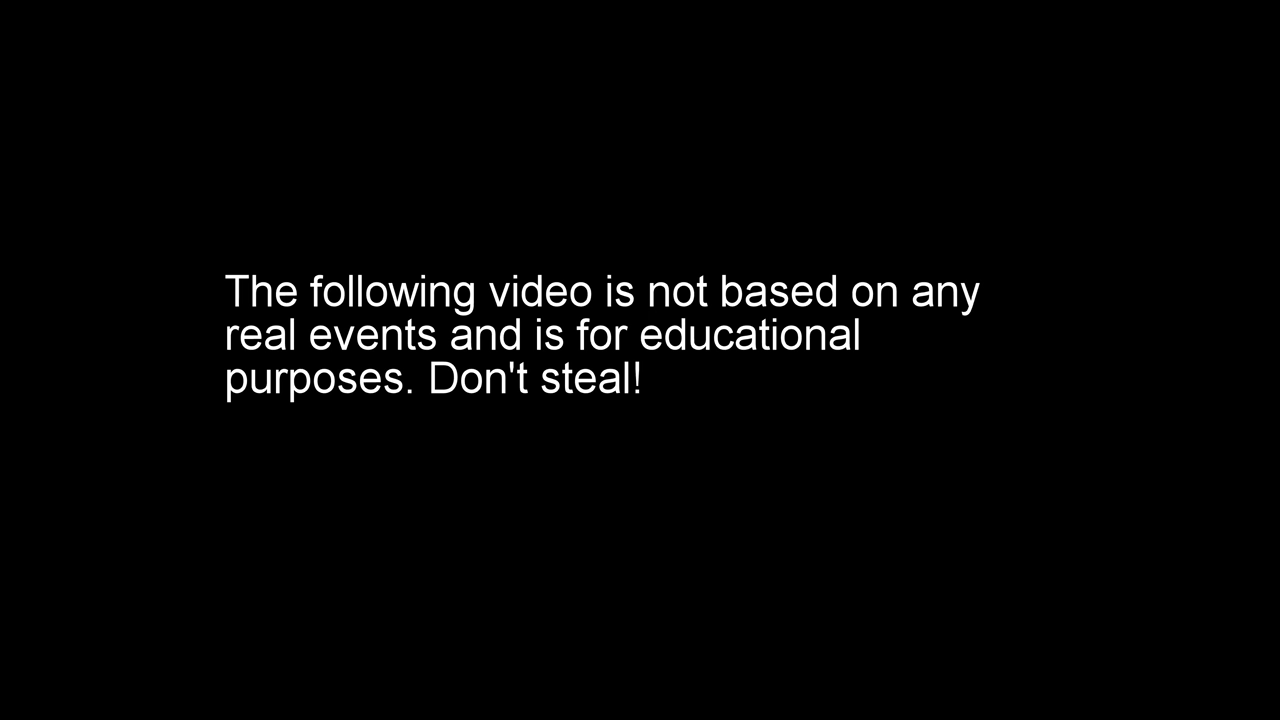 The following video is not based on any
real events and is for educational
purposes. Don't steal!